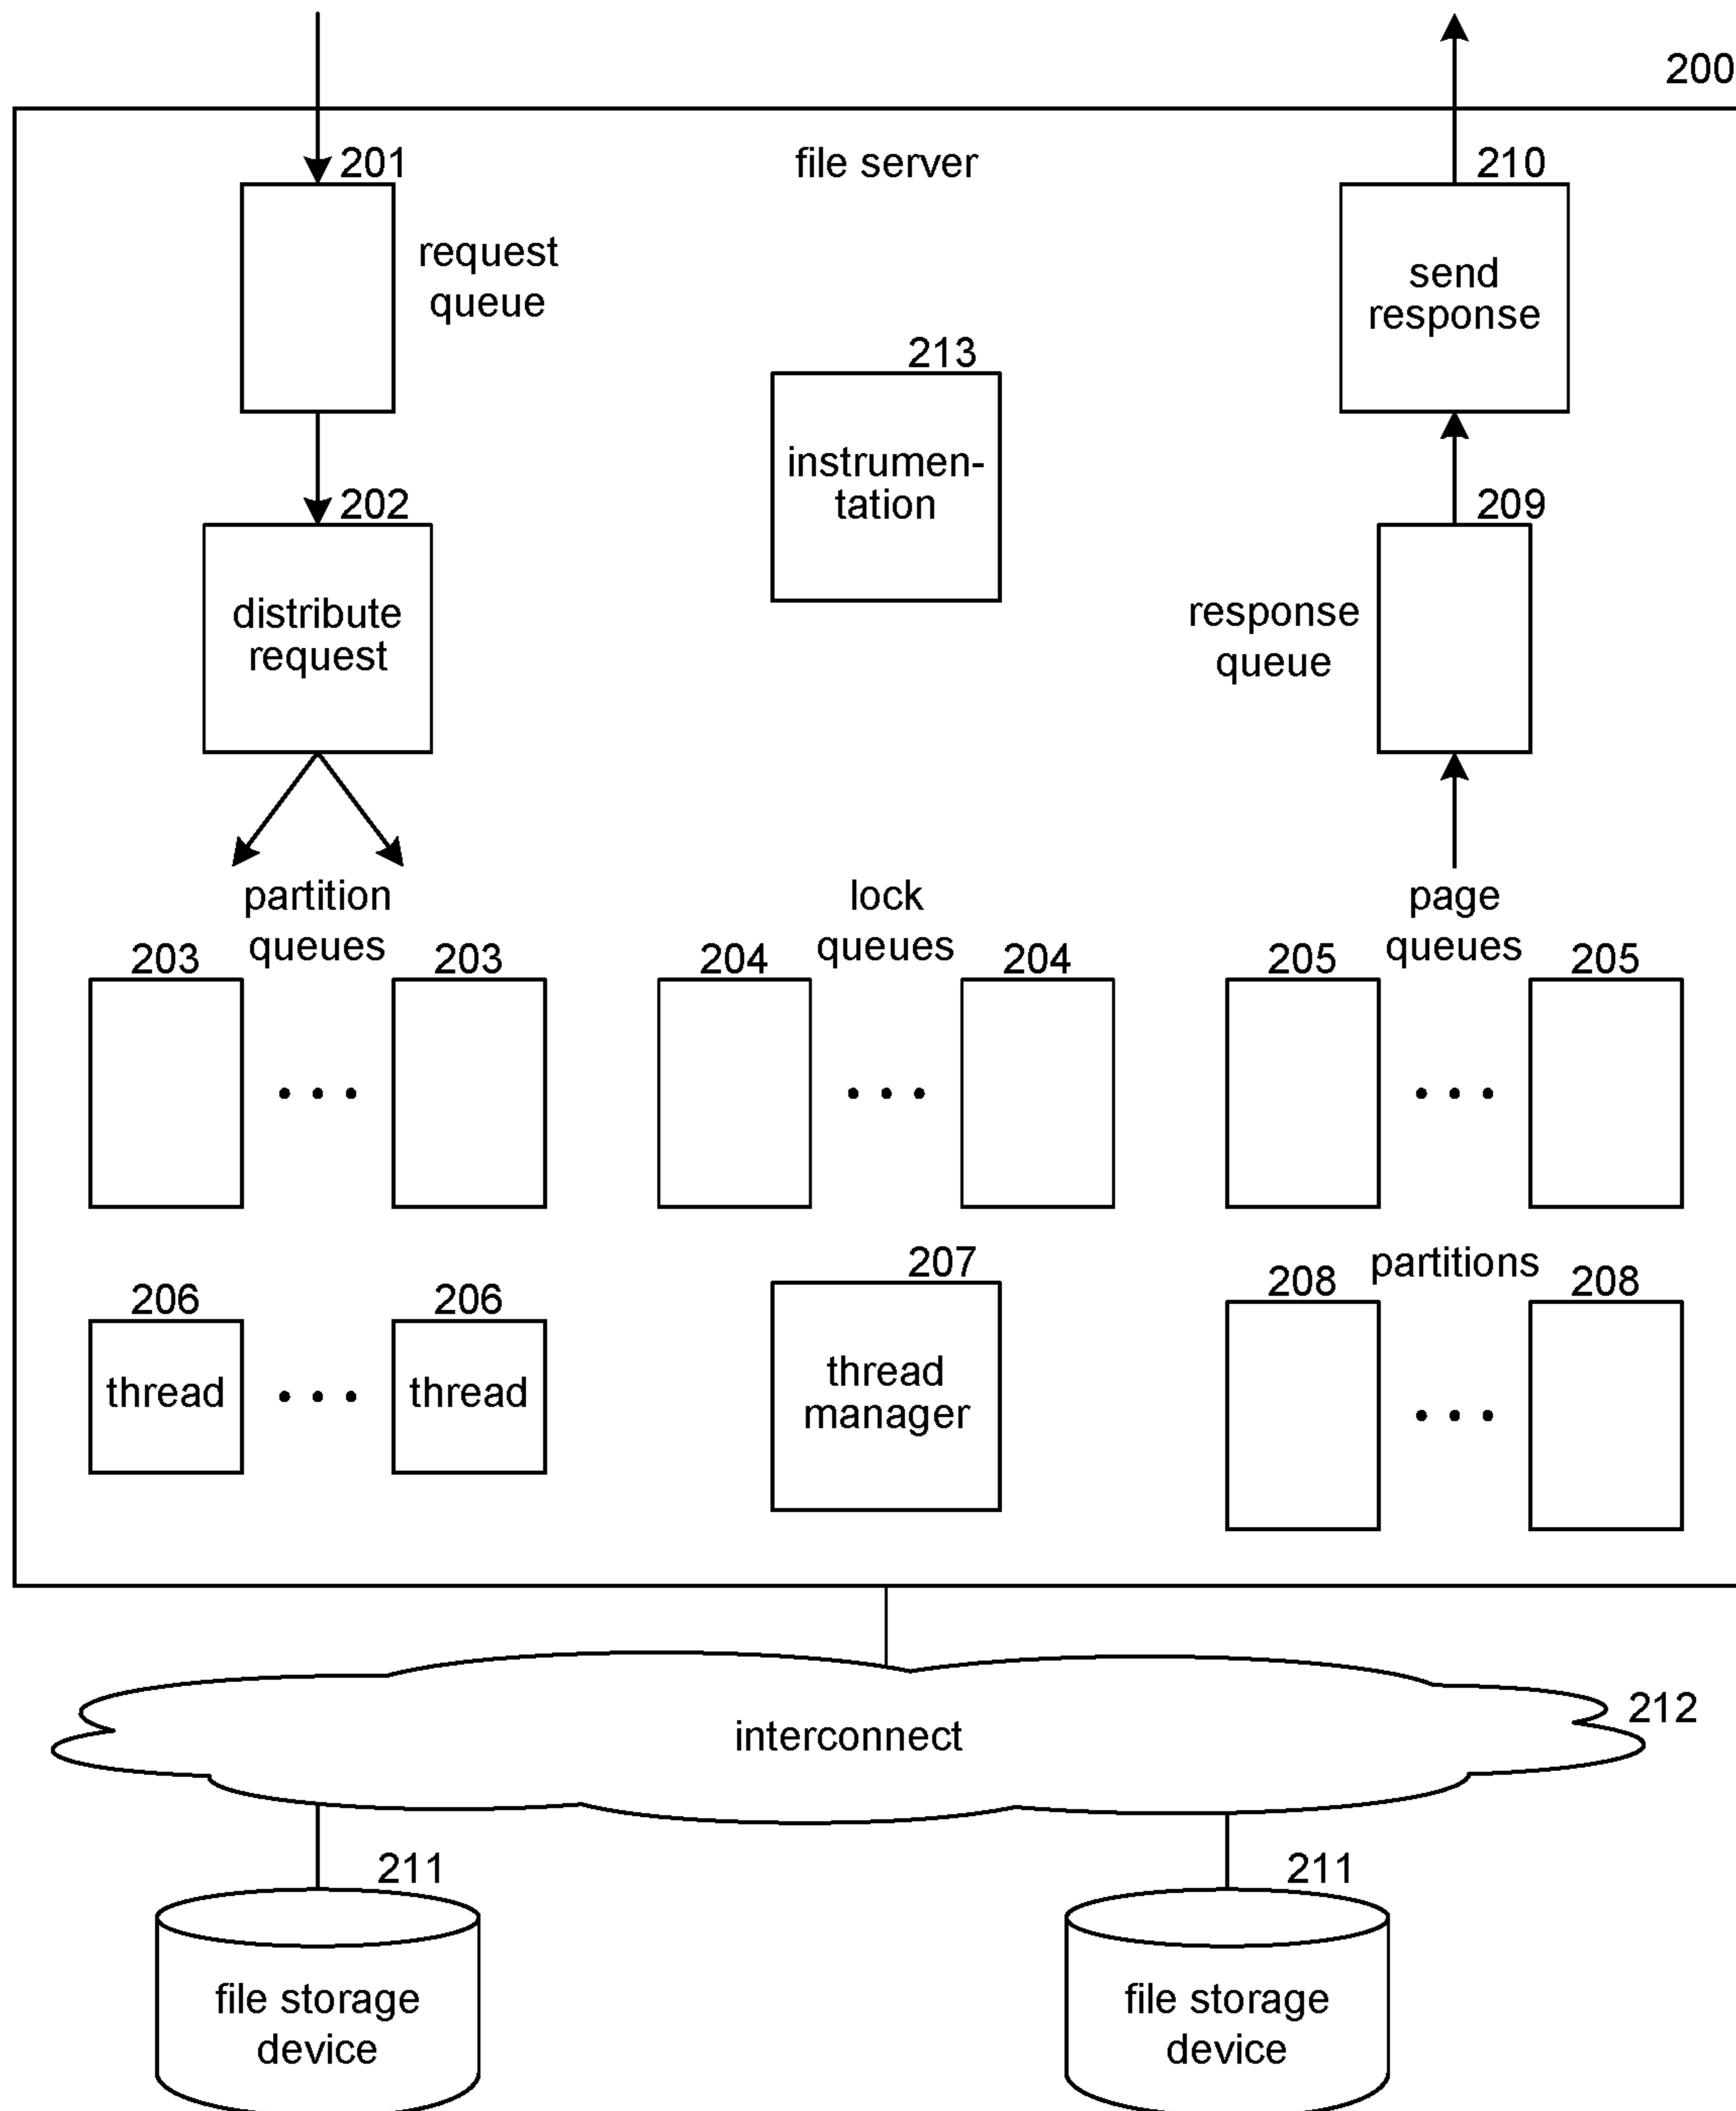 200
file server
201
request
queue
210
send
response
213
instrumen-
tation
202
distribute
request
209
response
queue
partition
queues
203
203
lock
queues
204
204
page
queues
205
205
206
thread
206
thread
207
thread
manager
partitions
208
208
interconnect
212
211
file storage
device
211
file storage
device